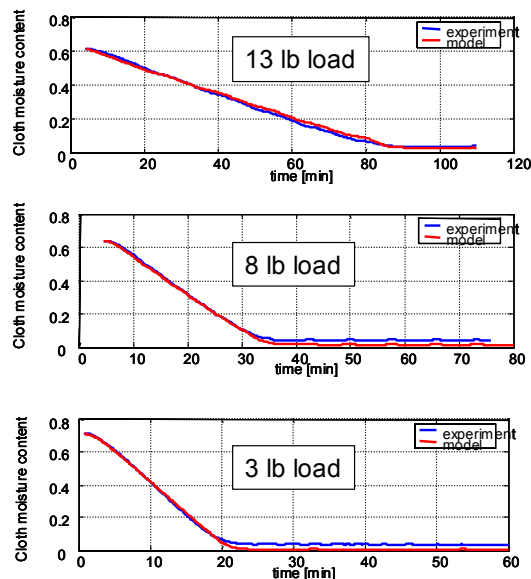 0.8
experiment
model
13 lb load
0.6
0.4
0.2
0
0 20 40 60 80 100 120
time [min]
Cloth moisture content
0.8
experiment
model
8 lb load
0.6
0.4
0.2
0
0 10 20 30 40 50 60 70 80
time [min]
Cloth moisture content
0.8
experiment
model
3 lb load
0.6
0.4
0.2
0
0 10 20 30 40 50 60
time [min]
Cloth moisture content